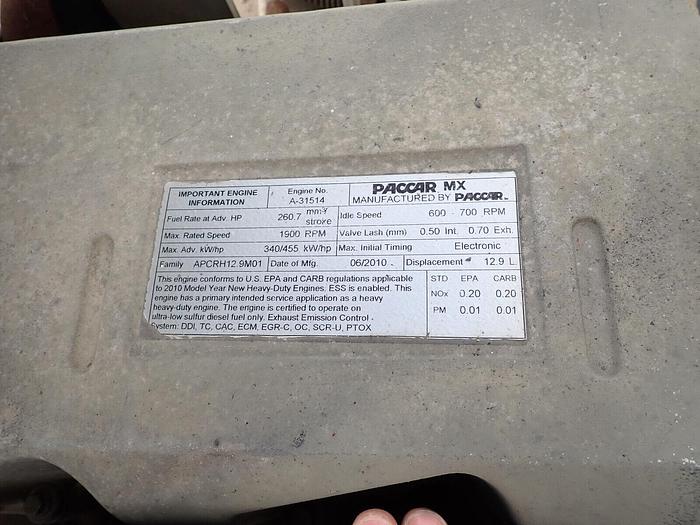 IMPORTANT ENGINE INFORMATION
Engine No. A-31514
PACCAR MX
MANUFACTURED BY PACCAR
Fuel Rate at Adv. HP 260.7 mm³/stroke
Idle Speed 600 - 700 RPM
Max. Rated Speed 1900 RPM
Valve Lash (mm) 0.50 Int. 0.70 Exh.
Max. Adv. kW/hp 340/455 kW/hp
Max. Initial Timing Electronic
Family APCRH12.9M01
Date of Mfg. 06/2010
Displacement 12.9 L
This engine conforms to U.S. EPA and CARB regulations applicable
to 2010 Model Year New Heavy-Duty Engines. ESS is enabled. This
engine has a primary intended service application as a heavy
heavy-duty engine. The engine is certified to operate on
ultra-low sulfur diesel fuel only. Exhaust Emission Control
System: DDI, TC, CAC, ECM, EGR-C, OC, SCR-U, PTOX
STD EPA CARB
NOx 0.20 0.20
PM 0.01 0.01